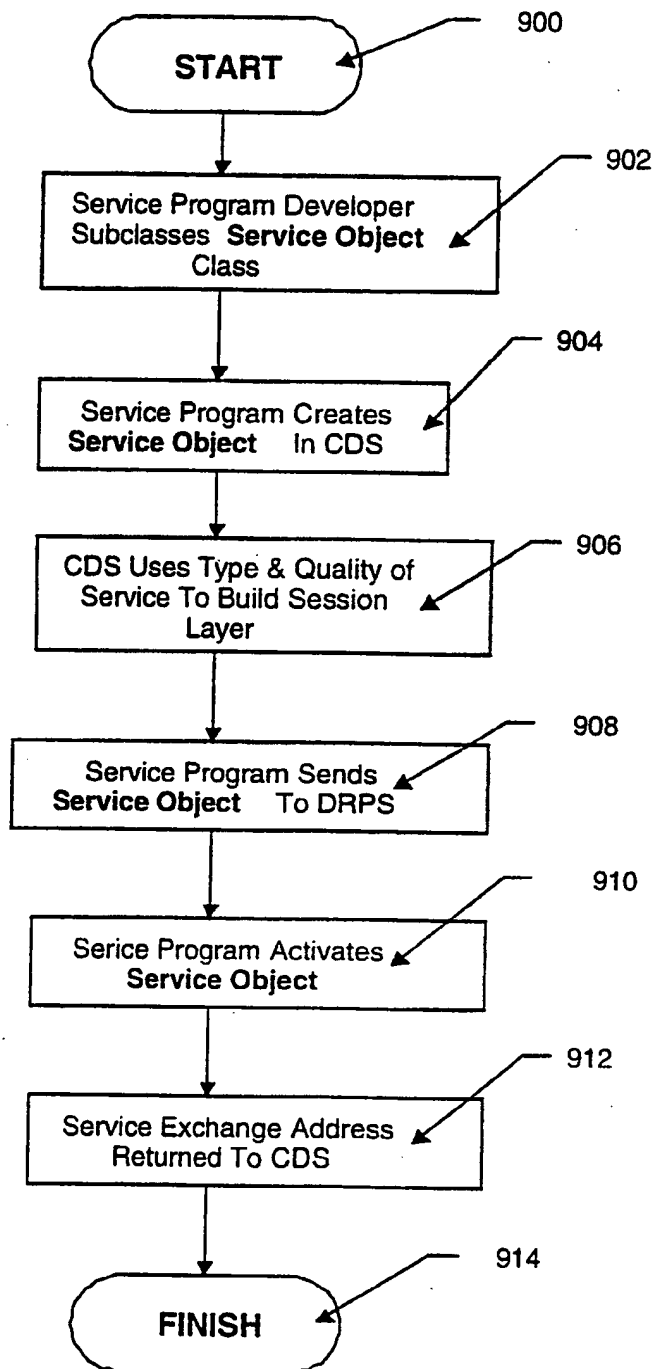 900
START
902
Service Program Developer
Subclasses Service Object
Class
904
Service Program Creates
Service Object In CDS
906
CDS Uses Type & Quality of
Service To Build Session
Layer
908
Service Program Sends
Service Object To DRPS
910
Serice Program Activates
Service Object
912
Service Exchange Address
Returned To CDS
914
FINISH